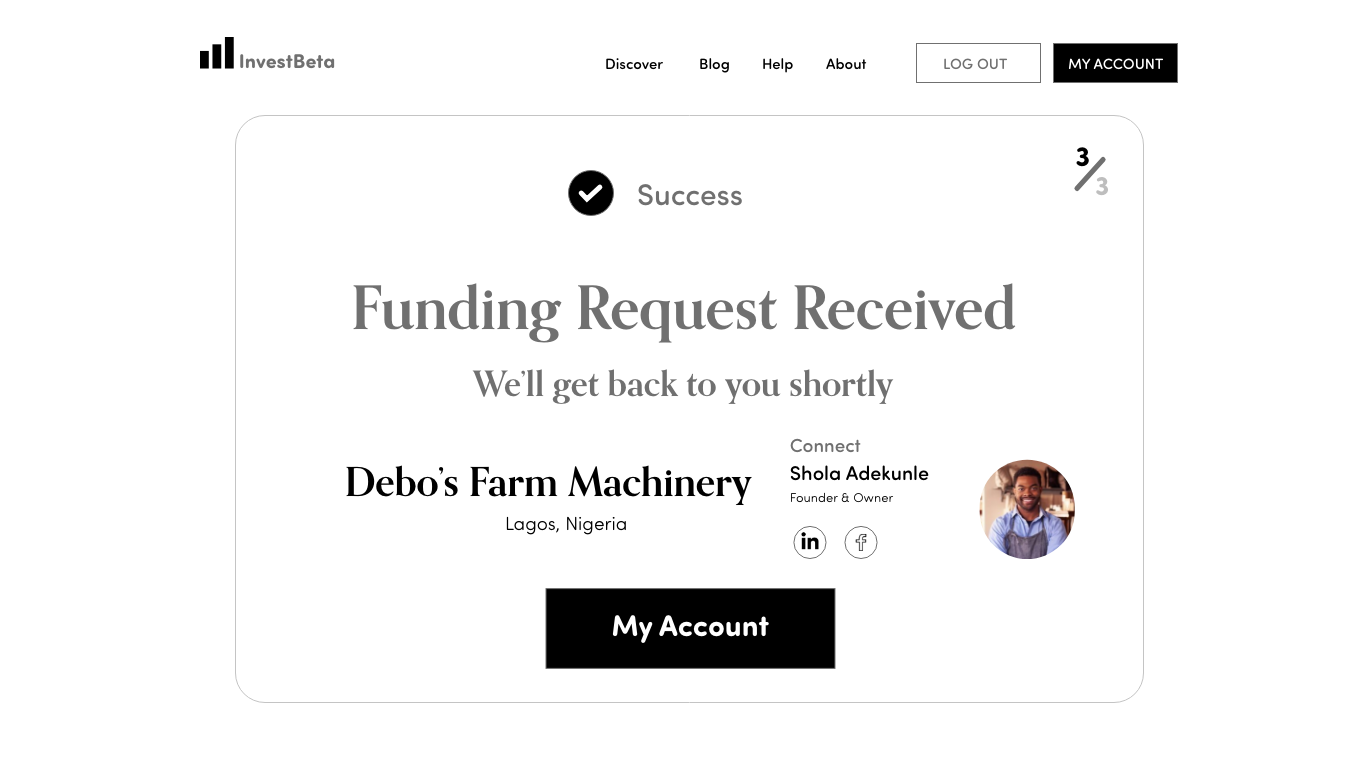 InvestBeta
Discover
Blog
Help
About
LOG OUT
MY ACCOUNT
3
3
Success
Funding Request Received
We’ll get back to you shortly
Debo’s Farm Machinery
Lagos, Nigeria
Connect
Shola Adekunle
Founder & Owner
in
f
My Account